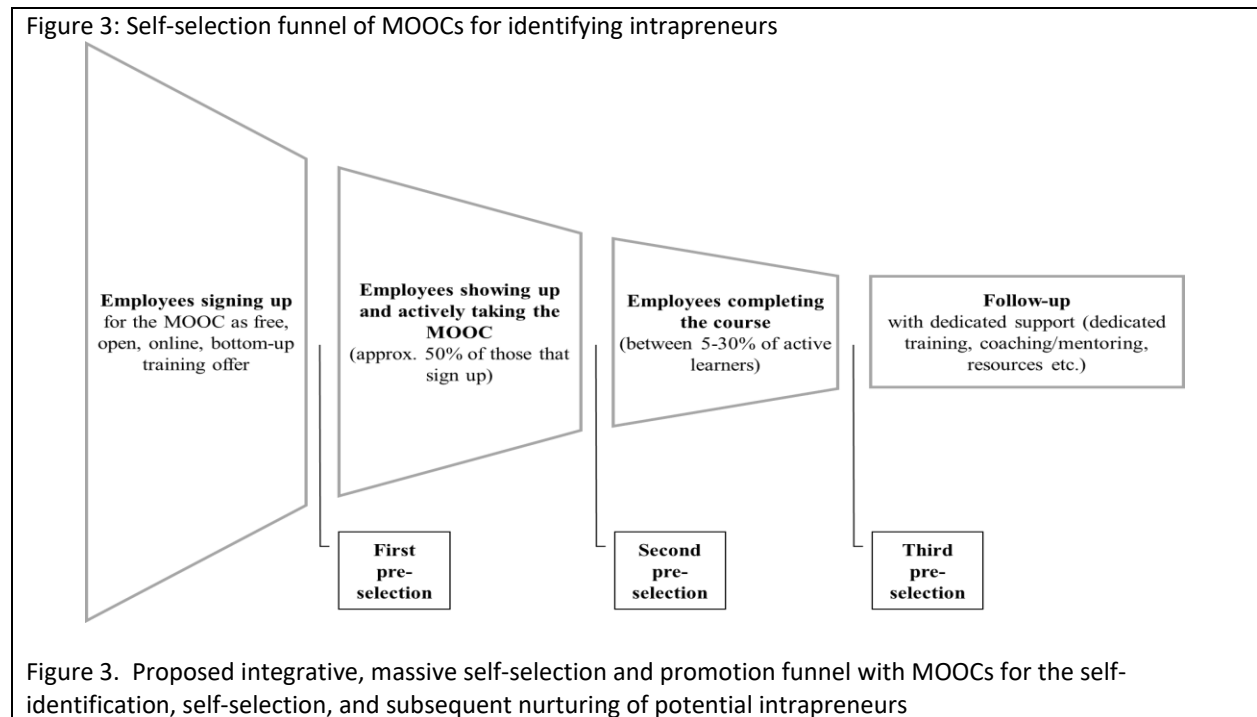 Figure 3: Self-selection funnel of MOOCs for identifying intrapreneurs
Employees signing up
for the MOOC as free,
open, online, bottom-up
training offer
Employees showing up
and actively taking the
MOOC
(approx. 50% of those that
sign up)
Employees completing
the course
(between 5-30% of active
learners)
Follow-up
with dedicated support (dedicated
training, coaching/mentoring,
resources etc.)
First
pre-
selection
Second
pre-
selection
Third
pre-
selection
Figure 3.  Proposed integrative, massive self-selection and promotion funnel with MOOCs for the self-
identification, self-selection, and subsequent nurturing of potential intrapreneurs